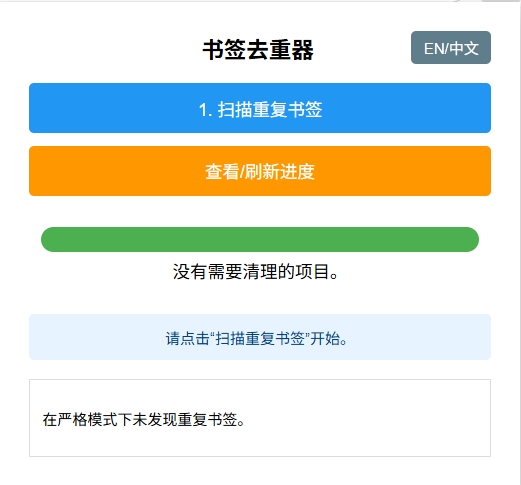 书签去重器
EN/中文
1. 扫描重复书签
查看/刷新进度
没有需要清理的项目。
请点击“扫描重复书签”开始。
在严格模式下未发现重复书签。